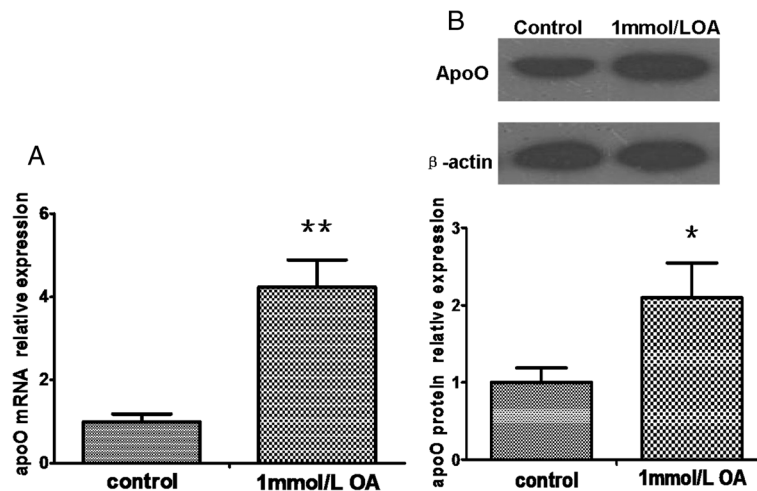 A
apoO mRNA relative expression
6
4
2
0
**
control
1mmol/L OA
B
Control
1mmol/LOA
ApoO
β-actin
apoO protein relative expression
3
2
1
0
*
control
1mmol/L OA